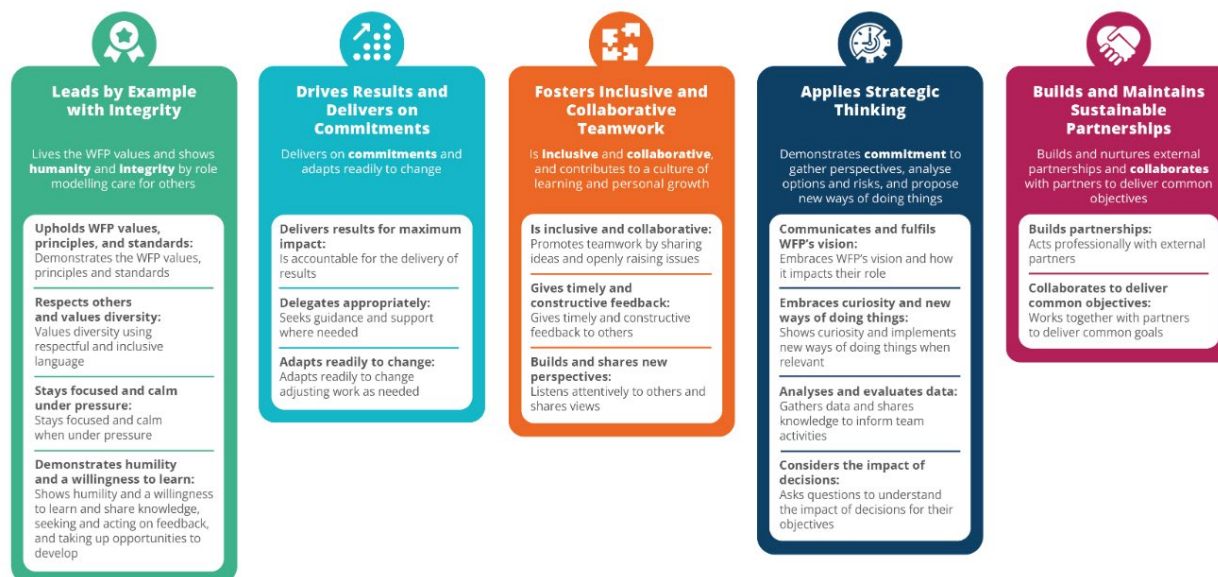 Leads by Example
with Integrity
Lives the WFP values and shows
humanity and integrity by role
modelling care for others
Upholds WFP values,
principles, and standards:
Demonstrates the WFP values,
principles and standards
Respects others
and values diversity:
Values diversity using
respectful and inclusive
language
Stays focused and calm
under pressure:
Stays focused and calm
when under pressure
Demonstrates humility
and a willingness to learn:
Shows humility and a willingness
to learn and share knowledge,
seeking and acting on feedback,
and taking up opportunities to
develop
Drives Results and
Delivers on
Commitments
Delivers on commitments and
adapts readily to change
Delivers results for maximum
impact:
Is accountable for the delivery of
results
Delegates appropriately:
Seeks guidance and support
where needed
Adapts readily to change:
Adapts readily to change
adjusting work as needed
Fosters Inclusive and
Collaborative
Teamwork
Is inclusive and collaborative,
and contributes to a culture of
learning and personal growth
Is inclusive and collaborative:
Promotes teamwork by sharing
ideas and openly raising issues
Gives timely and
constructive feedback:
Gives timely and constructive
feedback to others
Builds and shares new
perspectives:
Listens attentively to others and
shares views
Applies Strategic
Thinking
Demonstrates commitment to
gather perspectives, analyse
options and risks, and propose
new ways of doing things
Communicates and fulfils
WFP's vision:
Embraces WFP's vision and how
it impacts their role
Embraces curiosity and new
ways of doing things:
Shows curiosity and implements
new ways of doing things when
relevant
Analyses and evaluates data:
Gathers data and shares
knowledge to inform team
activities
Considers the impact of
decisions:
Asks questions to understand
the impact of decisions for their
objectives
Builds and Maintains
Sustainable
Partnerships
Builds and nurtures external
partnerships and collaborates
with partners to deliver common
objectives
Builds partnerships:
Acts professionally with external
partners
Collaborates to deliver
common objectives:
Works together with partners
to deliver common goals